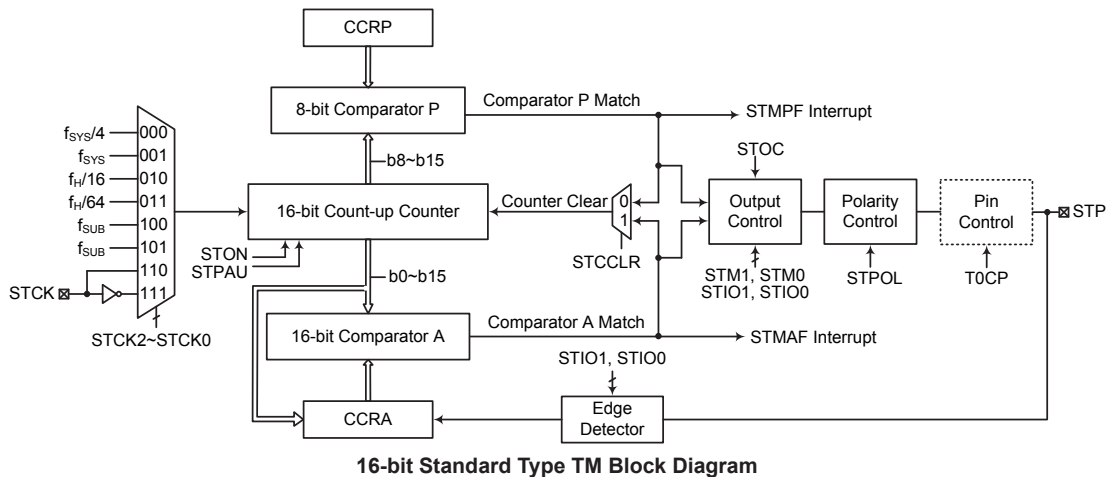 CCRP
8-bit Comparator P
Comparator P Match
STMPF Interrupt
b8~b15
fSYS/4
000
fSYS
001
fH/16
010
fH/64
011
fSUB
100
fSUB
101
110
111
STCK
STCK2~STCK0
16-bit Count-up Counter
STON
STPAU
b0~b15
Counter Clear
0
1
STCCLR
STOC
Output
Control
STM1, STM0
STIO1, STIO0
Polarity
Control
STPOL
Pin
Control
T0CP
STP
16-bit Comparator A
Comparator A Match
STMAF Interrupt
STIO1, STIO0
CCRA
Edge
Detector
16-bit Standard Type TM Block Diagram